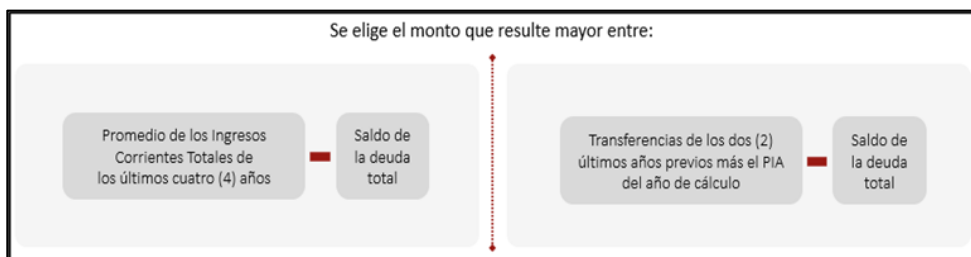 Se elige el monto que resulte mayor entre:
Promedio de los Ingresos
Corrientes Totales de
los últimos cuatro (4) años
Saldo de
la deuda
total
Transferencias de los dos (2)
últimos años previos más el PIA
del año de cálculo
Saldo de
la deuda
total